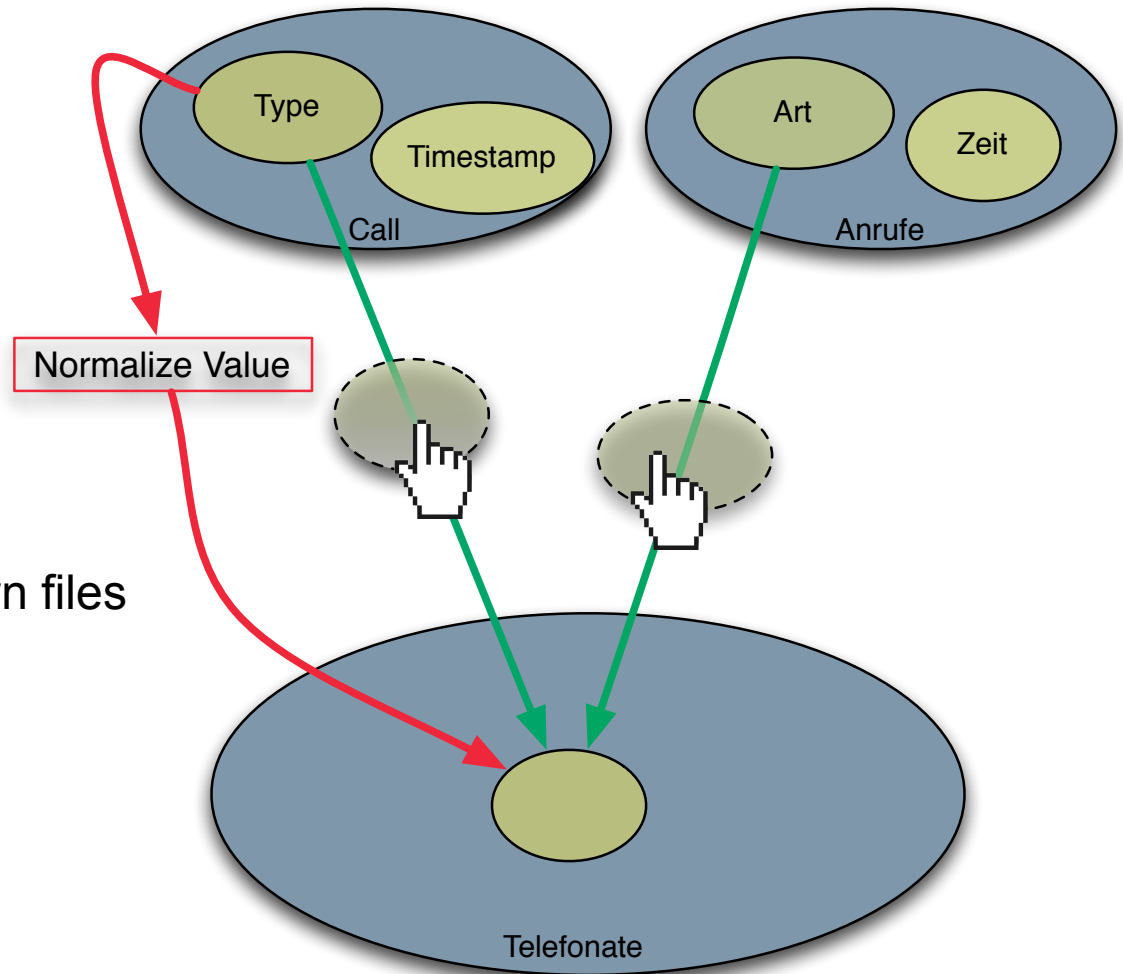 Type
Timestamp
Call
Art
Zeit
Anrufe
Normalize Value
n files
Telefonate